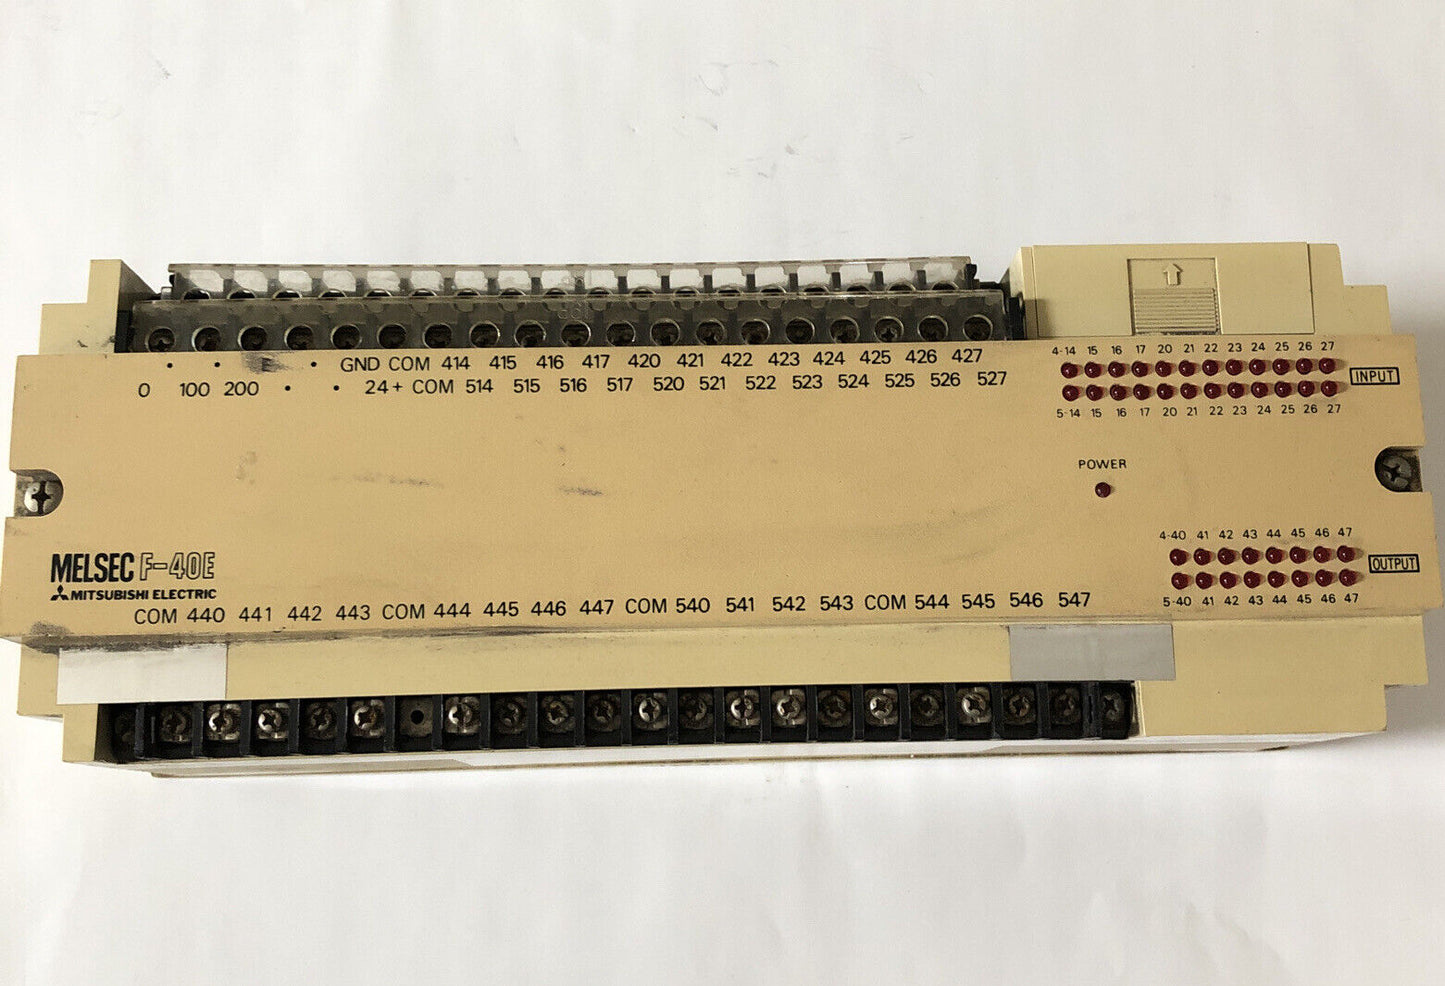 • • • GND COM 414 415 416 417 420 421 422 423 424 425 426 427
0 100 200 • • 24+ COM 514 515 516 517 520 521 522 523 524 525 526 527
4-14 15 16 17 20 21 22 23 24 25 26 27
INPUT
5-14 15 16 17 20 21 22 23 24 25 26 27
POWER
4-40 41 42 43 44 45 46 47
OUTPUT
5-40 41 42 43 44 45 46 47
MELSEC F-40E
MITSUBISHI ELECTRIC
COM 440 441 442 443 COM 444 445 446 447 COM 540 541 542 543 COM 544 545 546 547